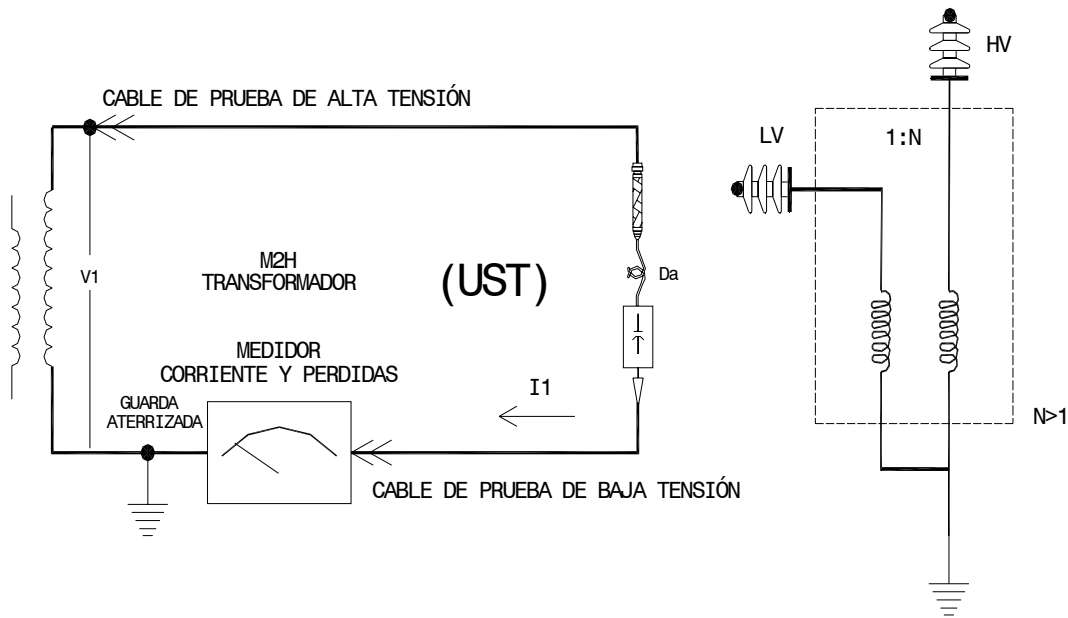 HV
CABLE DE PRUEBA DE ALTA TENSIÓN
LV
1:N
V1
M2H
TRANSFORMADOR
(UST)
Da
MEDIDOR
CORRIENTE Y PERDIDAS
GUARDA
ATERRIZADA
I1
N>1
CABLE DE PRUEBA DE BAJA TENSIÓN